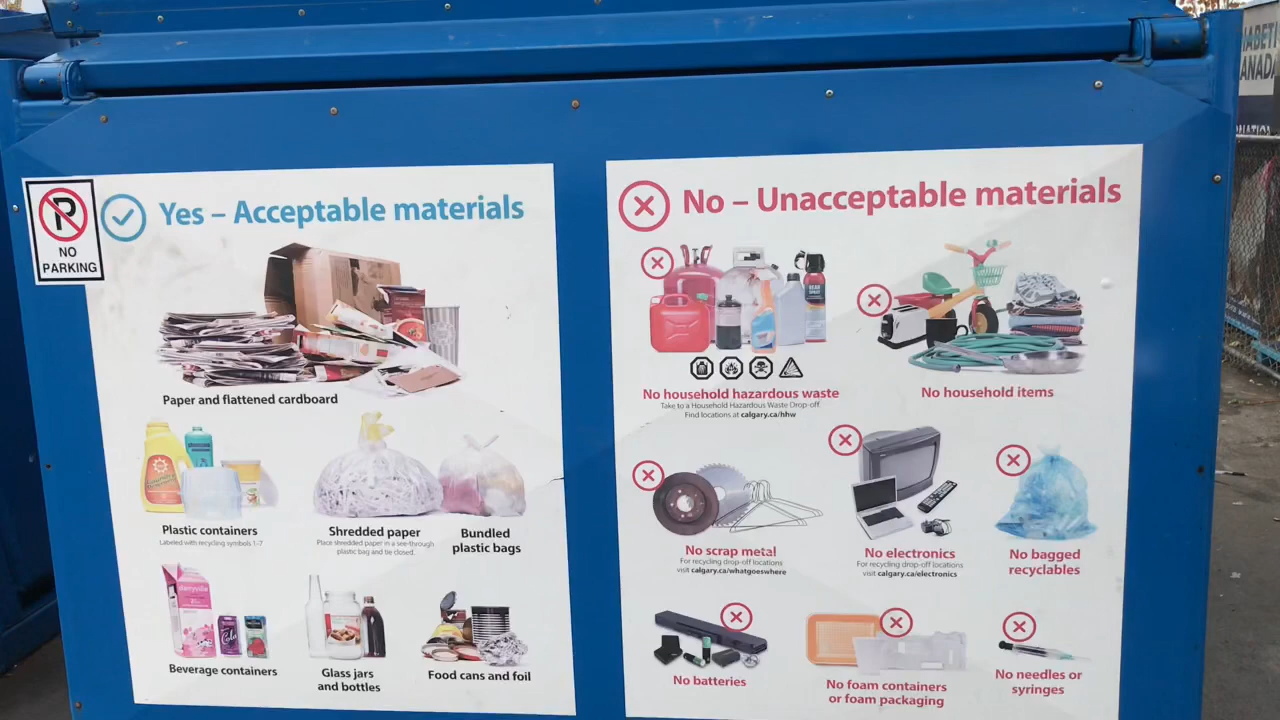 NO
PARKING
Yes – Acceptable materials
Paper and flattened cardboard
Plastic containers
Labeled with recycling symbols 1-7
Shredded paper
Place shredded paper in a see-through
plastic bag and tie closed.
Bundled
plastic bags
Dairyville
Cola
Beverage containers
Glass jars
and bottles
Food cans and foil
No – Unacceptable materials
BEAR
SPRAY
No household hazardous waste
Take to a Household Hazardous Waste Drop-off.
Find locations at calgary.ca/hhw
No household items
No scrap metal
For recycling drop-off locations
visit calgary.ca/whatgoeswhere
No electronics
For recycling drop-off locations
visit calgary.ca/electronics
No bagged
recyclables
No batteries
No foam containers
or foam packaging
No needles or
syringes